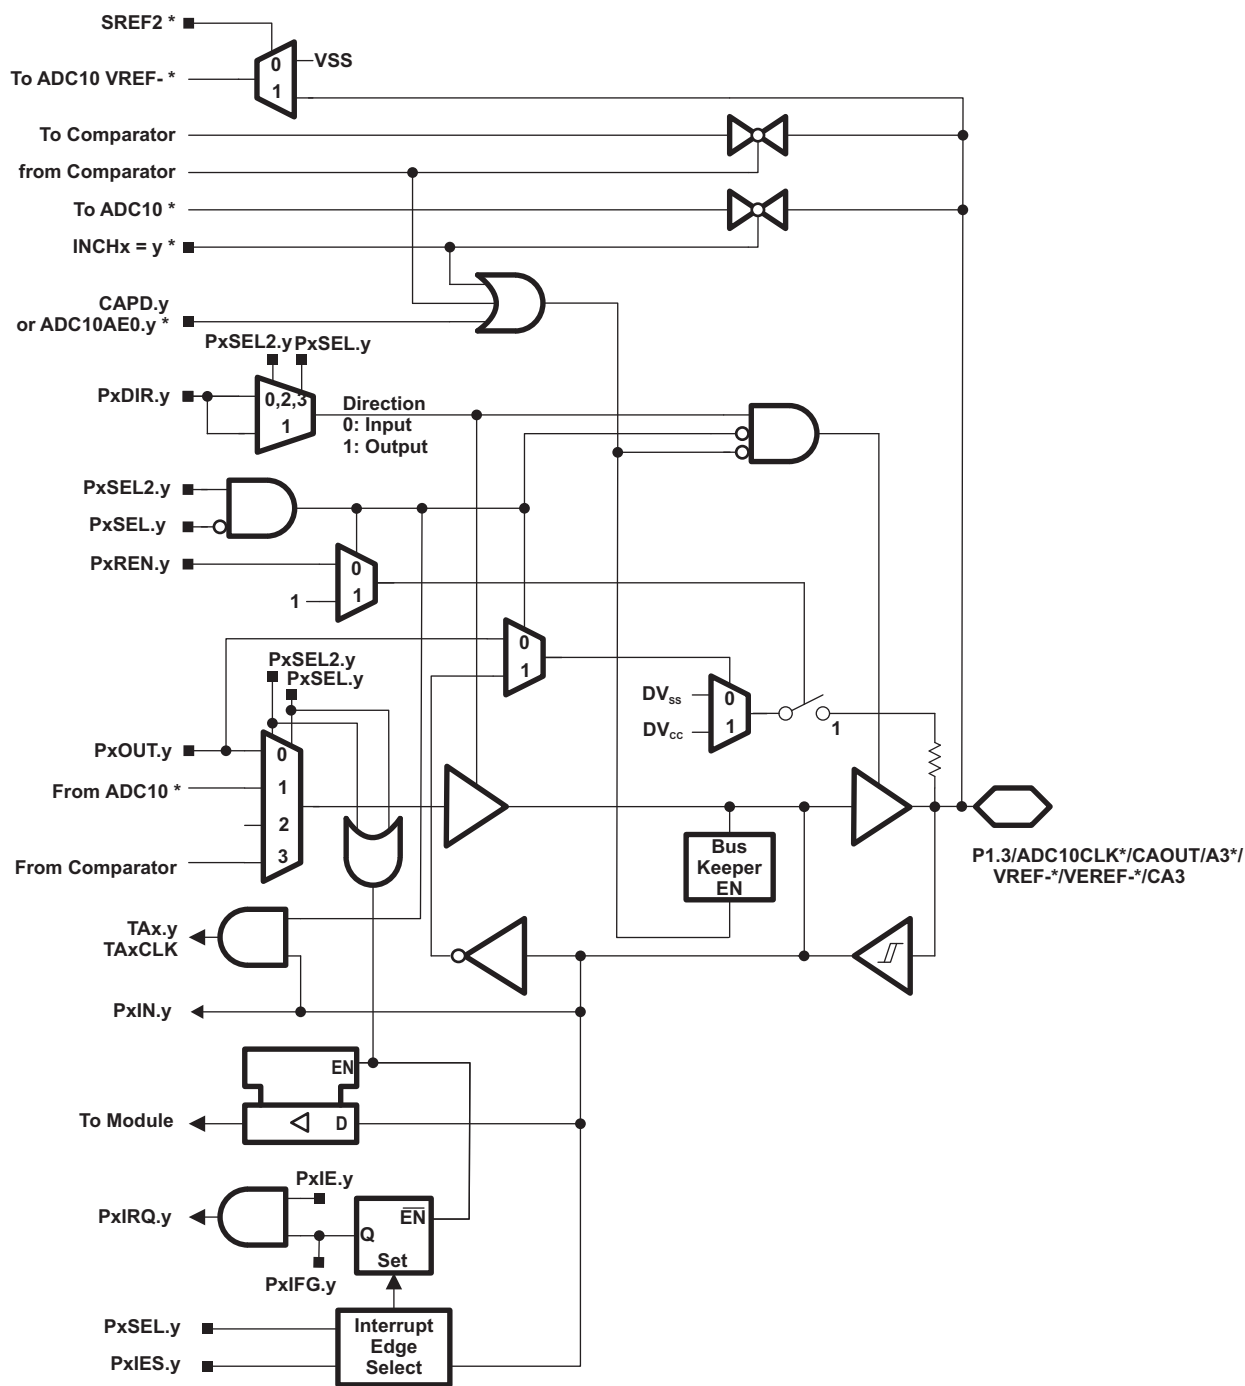 SREF2 *
0
VSS
To ADC10 VREF- *
1
To Comparator
from Comparator
To ADC10 *
INCHx = y *
CAPD.y
or ADC10AE0.y *
PxSEL2.y
PxSEL.y
PxDIR.y
0,2,3
1
Direction
0: Input
1: Output
PxSEL2.y
PxSEL.y
PxREN.y
0
1
1
0
1
PxSEL2.y
PxSEL.y
DVSS
0
DVCC
1
1
PxOUT.y
0
From ADC10 *
1
2
From Comparator
3
Bus
Keeper
EN
P1.3/ADC10CLK*/CAOUT/A3*/
VREF-*/VEREF-*/CA3
TAx.y
TAxCLK
PxIN.y
EN
To Module
D
PxIE.y
PxIRQ.y
EN
Q
Set
PxIFG.y
PxSEL.y
PxIES.y
Interrupt
Edge
Select